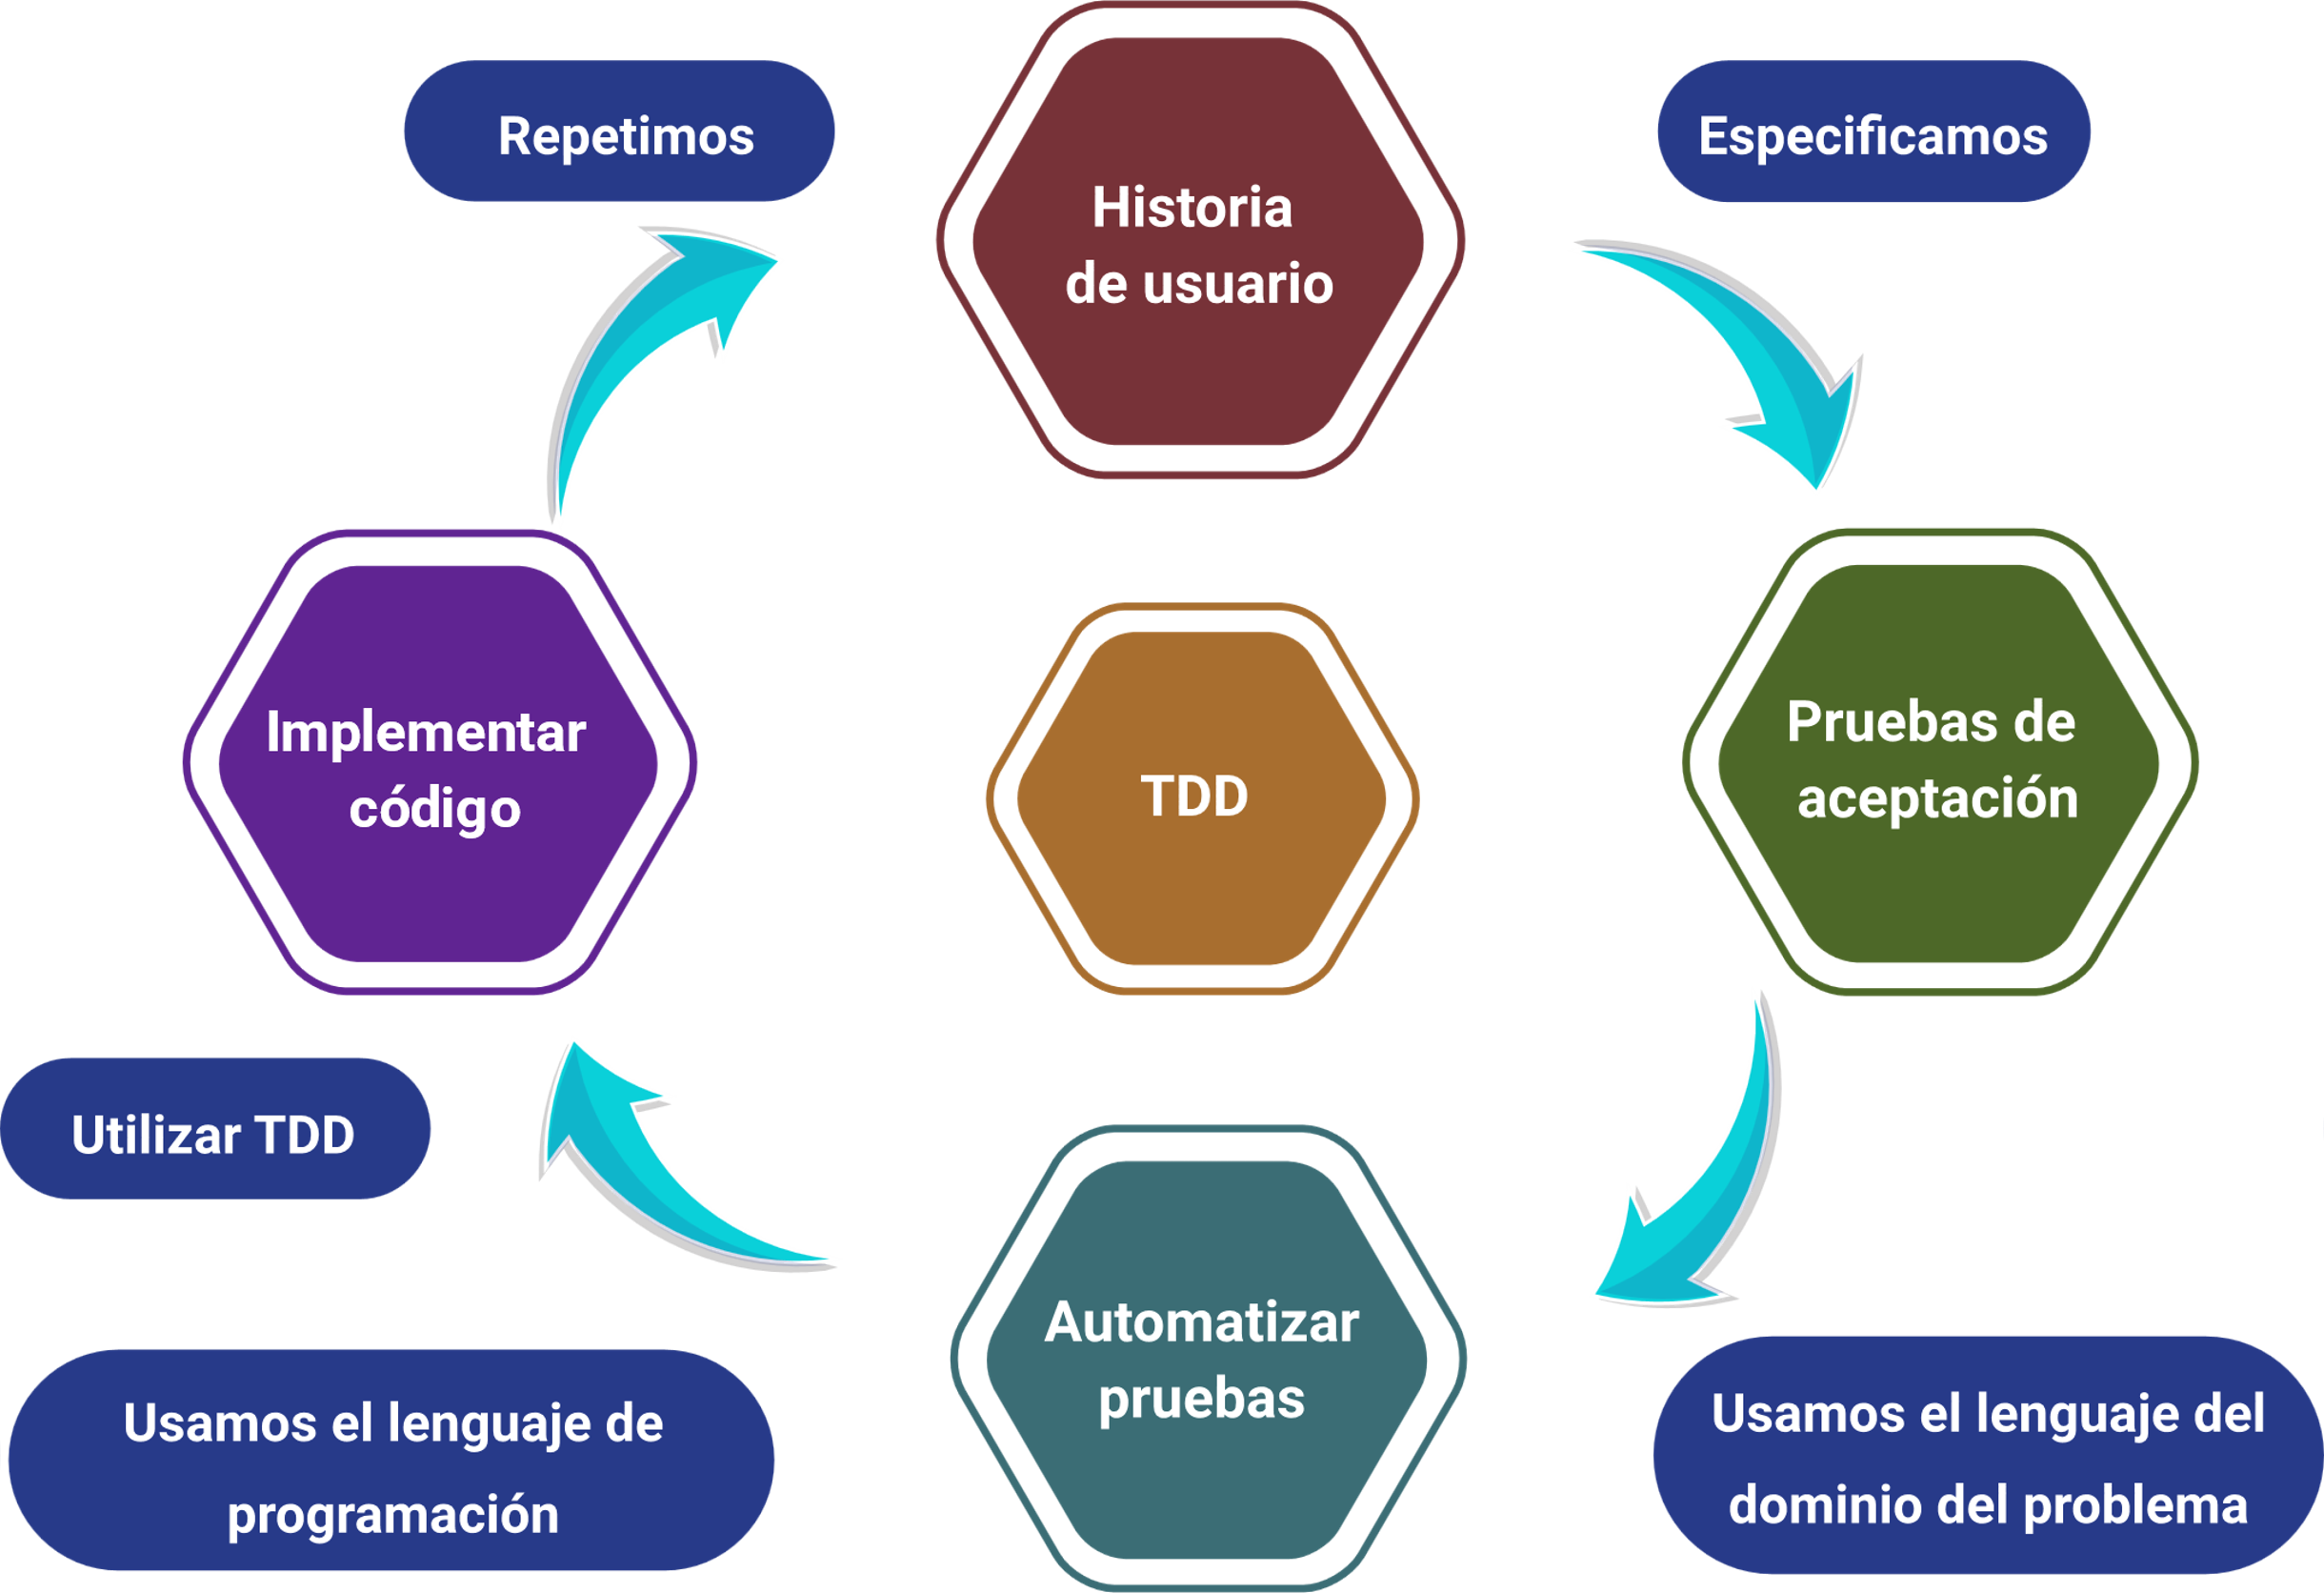 Repetimos
Historia
de usuario
Especificamos
Implementar
código
TDD
Pruebas de
aceptación
Utilizar TDD
Automatizar
pruebas
Usamos el lenguaje de
programación
Usamos el lenguaje del
dominio del problema